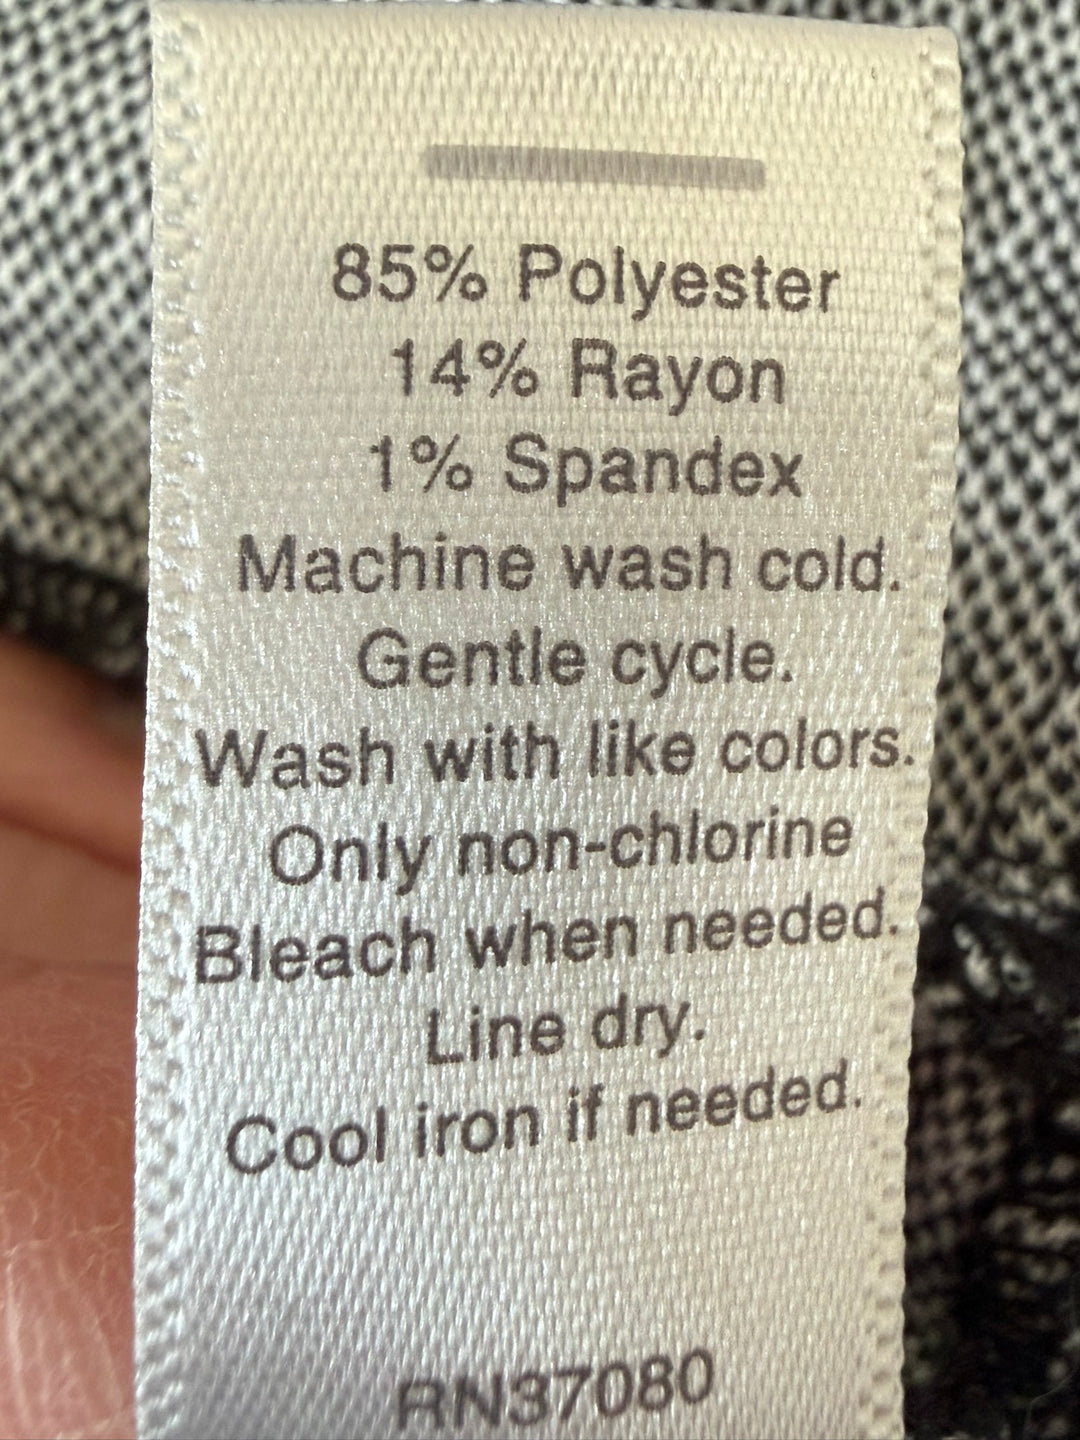 85% Polyester
14% Rayon
1% Spandex
Machine wash cold.
Gentle cycle.
Wash with like colors.
Only non-chlorine
Bleach when needed.
Line dry.
Cool iron if needed.
RN37080